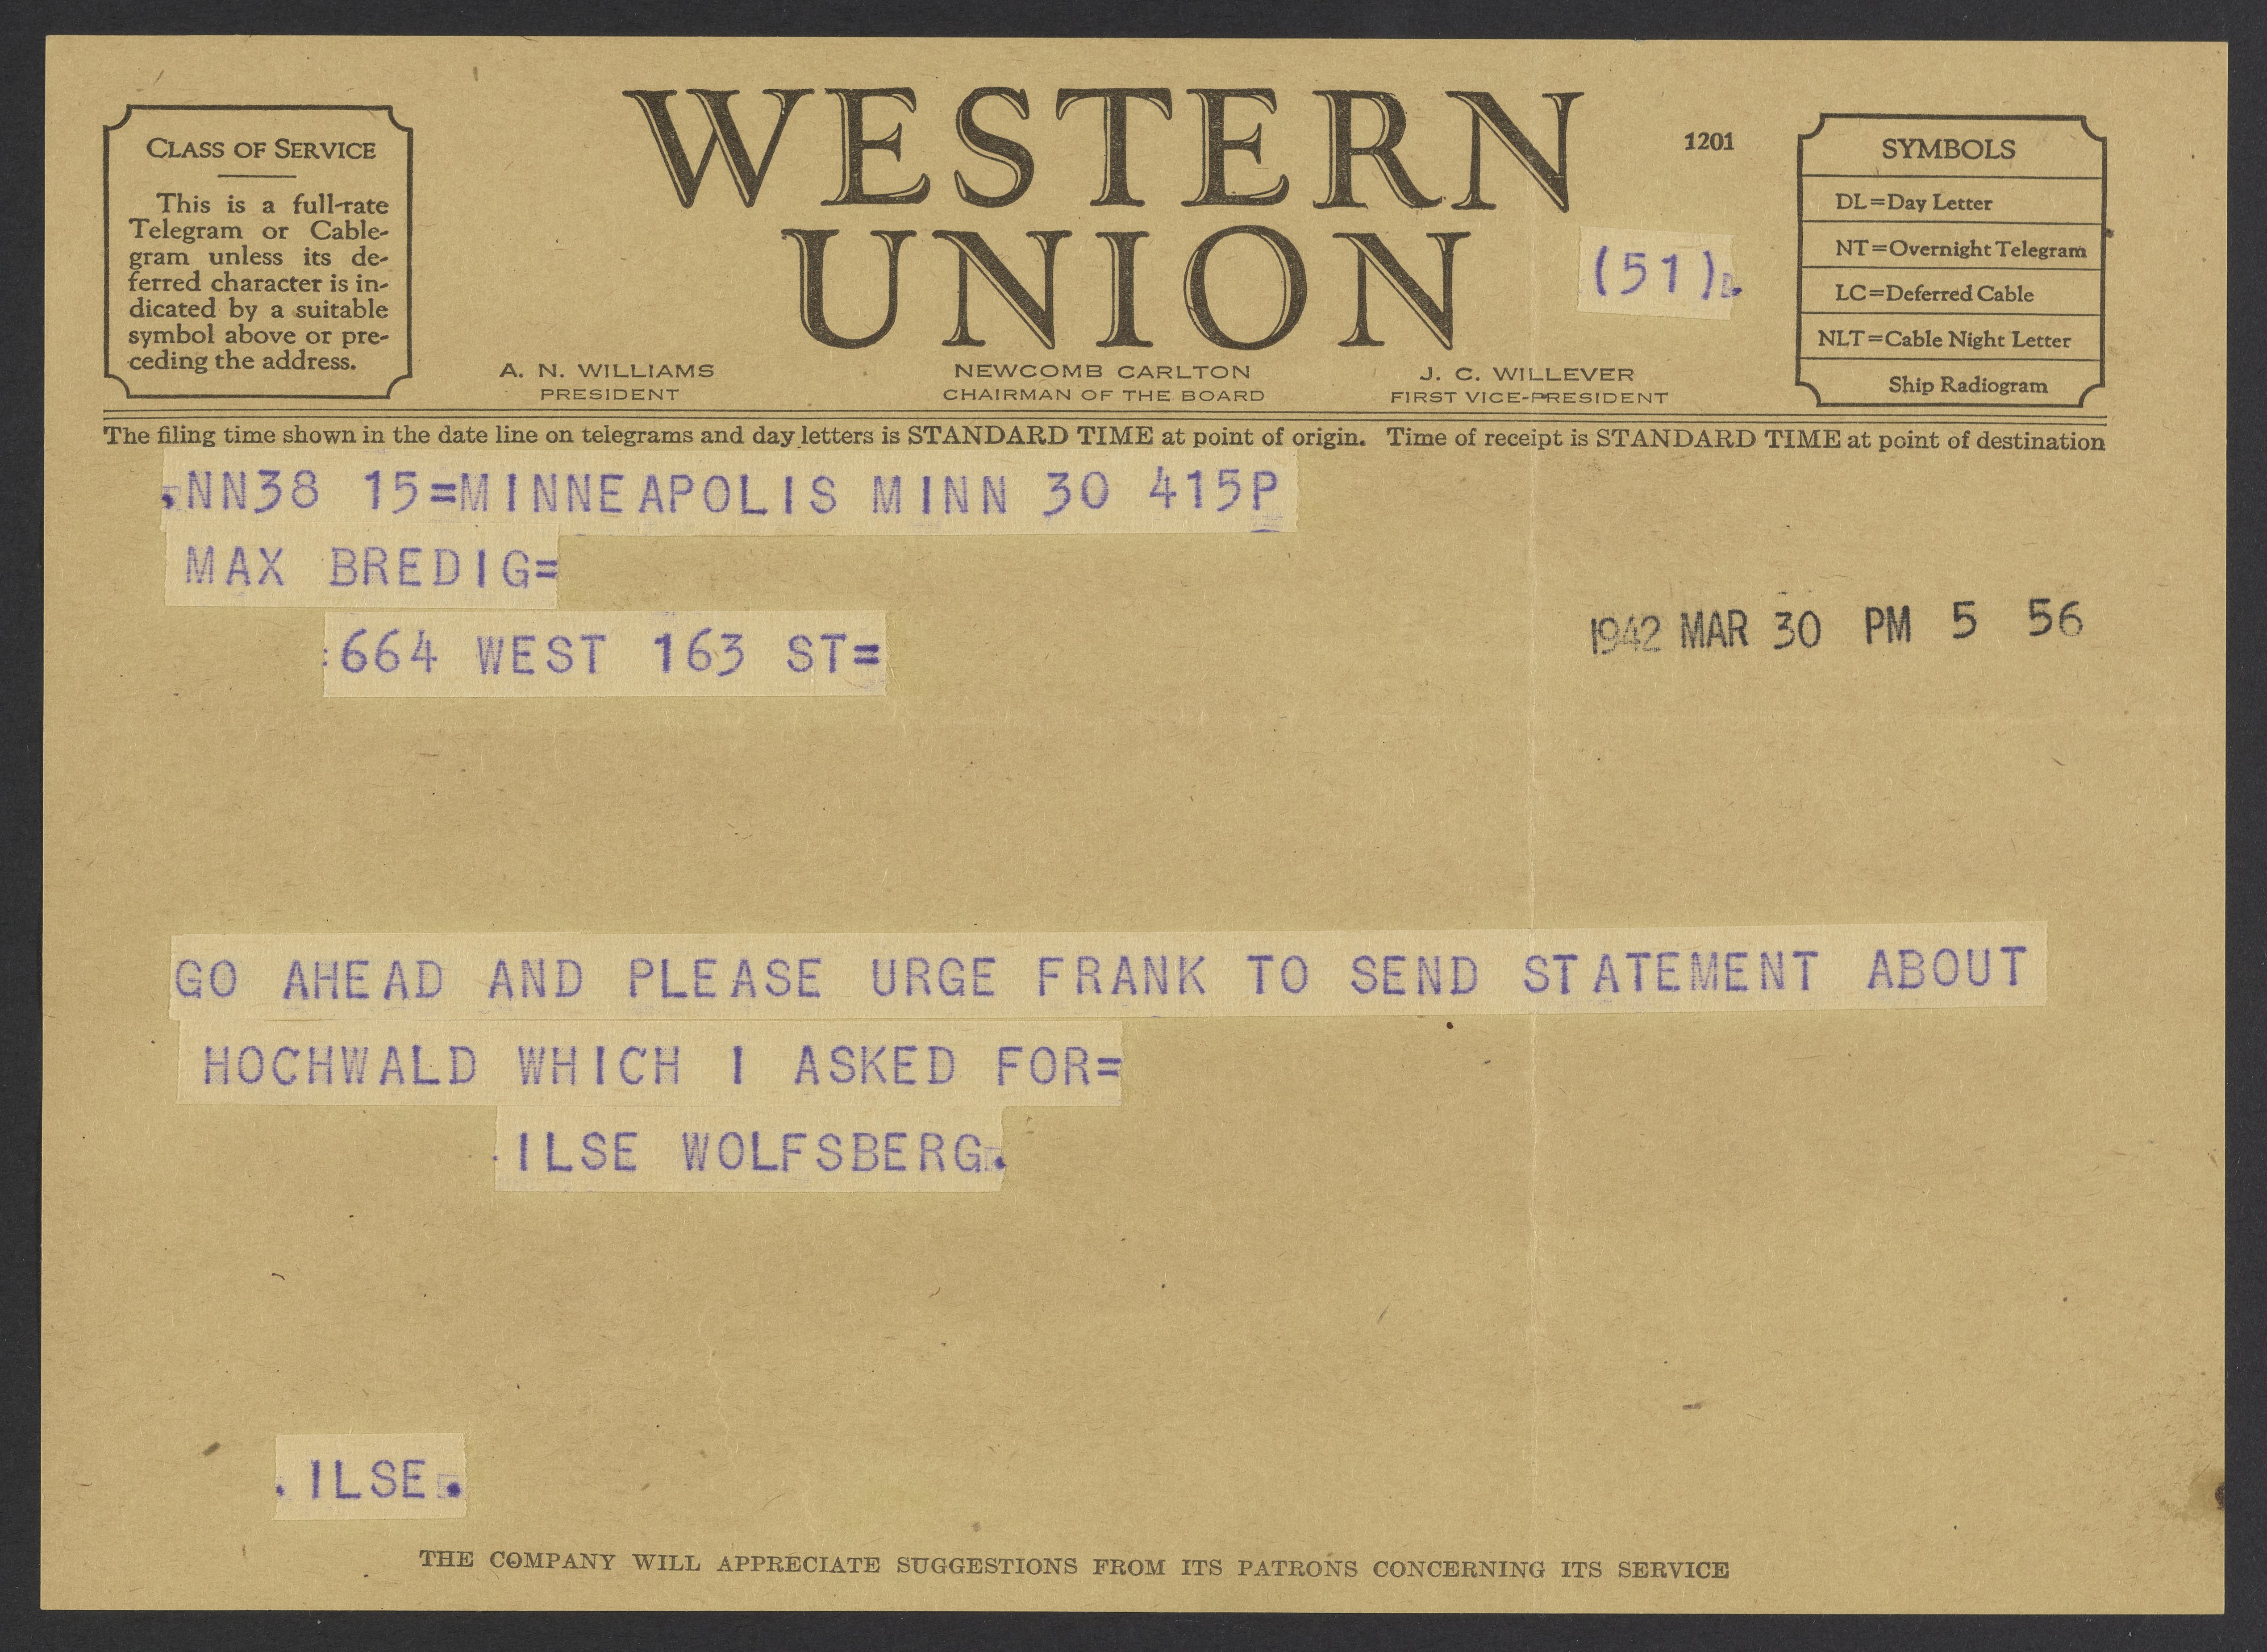 CLASS OF SERVICE
This is a full-rate
Telegram or Cable-
gram unless its de-
ferred character is in-
dicated by a suitable
symbol above or pre-
ceding the address.
WESTERN
UNION
1201
(51).
A. N. WILLIAMS
PRESIDENT
NEWCOMB CARLTON
CHAIRMAN OF THE BOARD
J. C. WILLEVER
FIRST VICE-PRESIDENT
SYMBOLS
DL=Day Letter
NT=Overnight Telegram
LC=Deferred Cable
NLT=Cable Night Letter
Ship Radiogram
The filing time shown in the date line on telegrams and day letters is STANDARD TIME at point of origin. Time of receipt is STANDARD TIME at point of destination
.NN38 15=MINNEAPOLIS MINN 30 415P
MAX BREDIG=
:664 WEST 163 ST=
1942 MAR 30 PM 5 56
GO AHEAD AND PLEASE URGE FRANK TO SEND STATEMENT ABOUT
HOCHWALD WHICH I ASKED FOR=
.ILSE WOLFSBERG.
.ILSE.
THE COMPANY WILL APPRECIATE SUGGESTIONS FROM ITS PATRONS CONCERNING ITS SERVICE